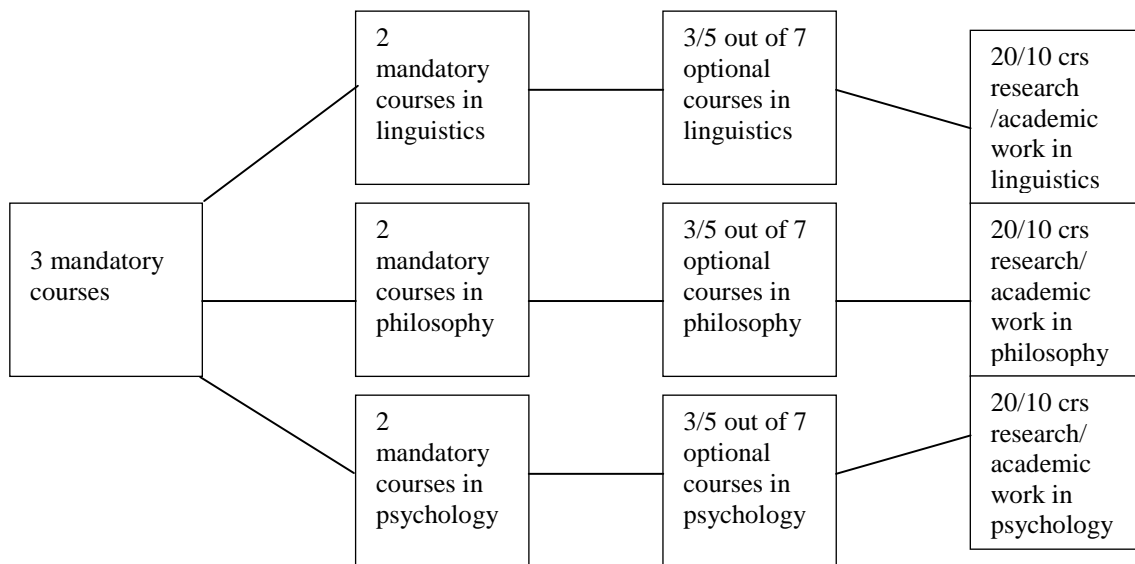 3 mandatory
courses
2
mandatory
courses in
linguistics
3/5 out of 7
optional
courses in
linguistics
20/10 crs
research
/academic
work in
linguistics
2
mandatory
courses in
philosophy
3/5 out of 7
optional
courses in
philosophy
20/10 crs
research/
academic
work in
philosophy
2
mandatory
courses in
psychology
3/5 out of 7
optional
courses in
psychology
20/10 crs
research/
academic
work in
psychology